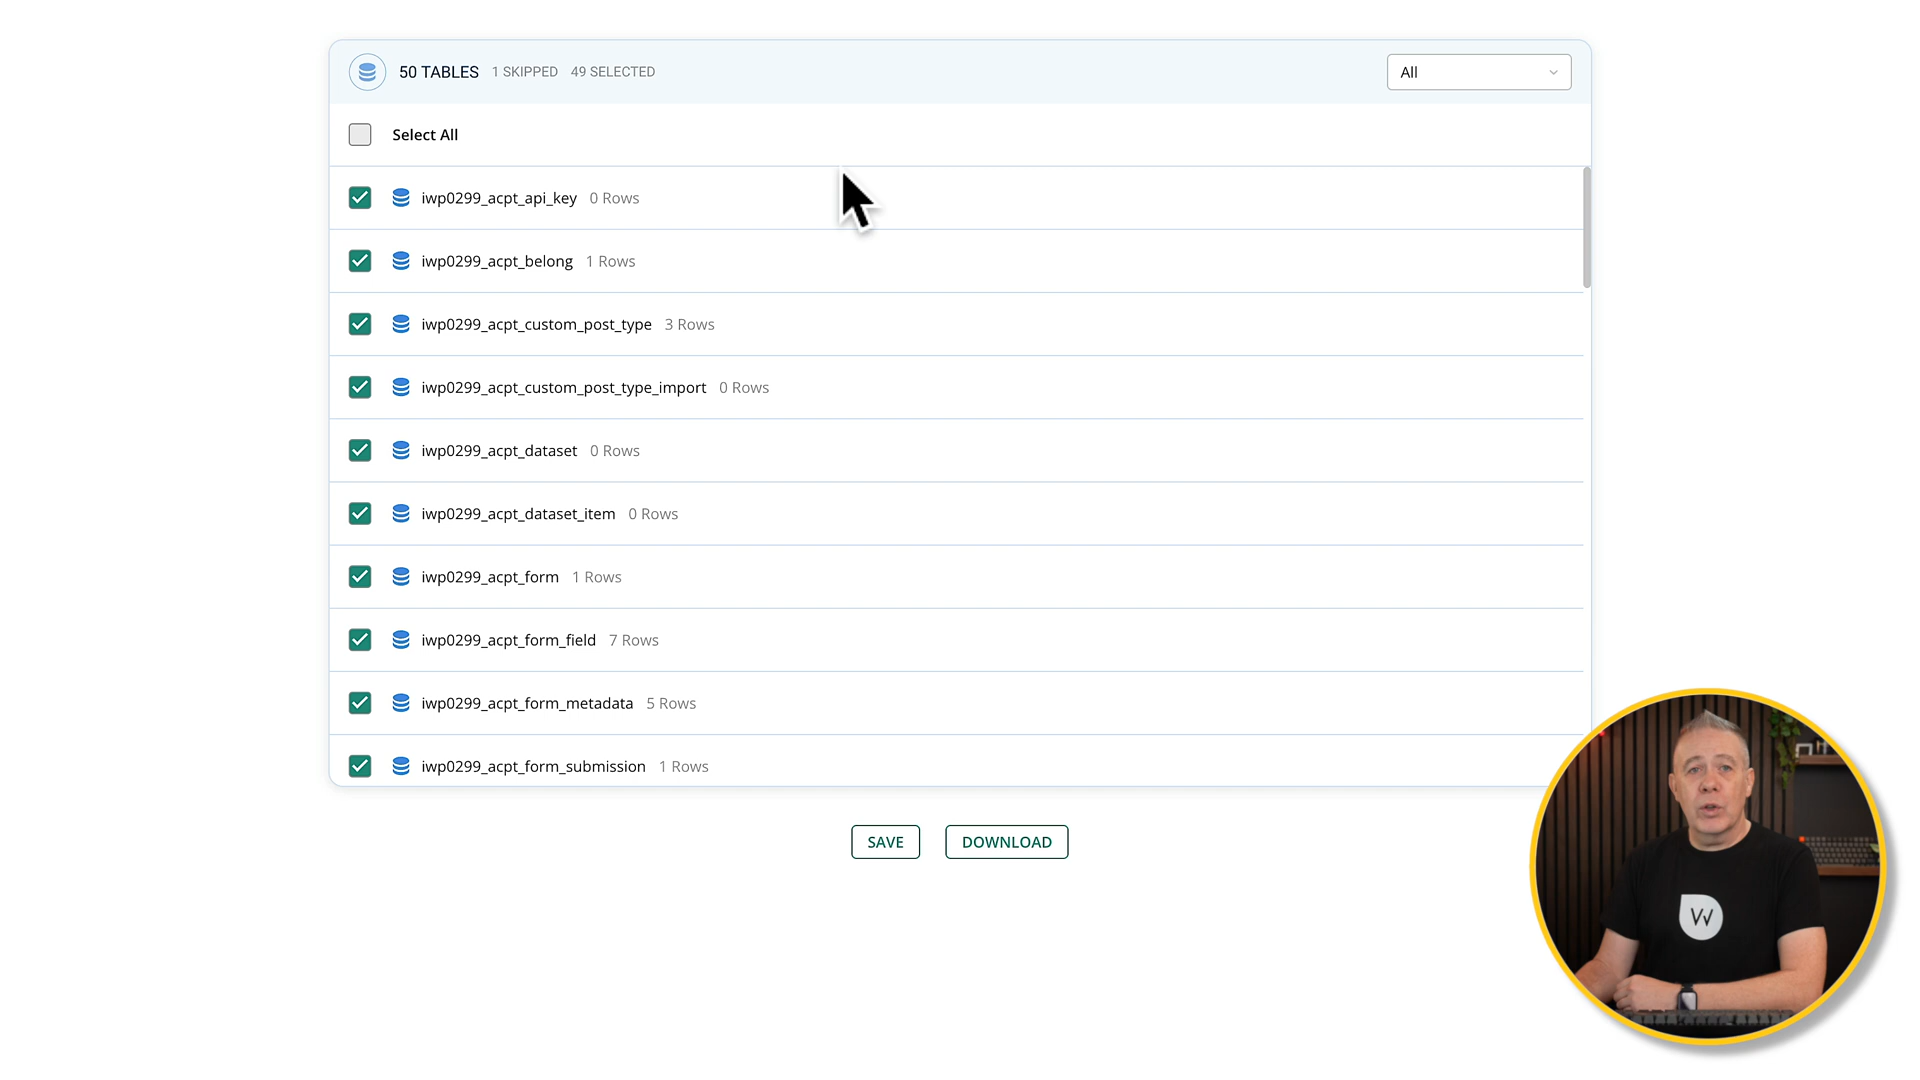 50 TABLES 1 SKIPPED 49 SELECTED All
Select All
iwp0299_acpt_api_key 0 Rows
iwp0299_acpt_belong 1 Rows
iwp0299_acpt_custom_post_type 3 Rows
iwp0299_acpt_custom_post_type_import 0 Rows
iwp0299_acpt_dataset 0 Rows
iwp0299_acpt_dataset_item 0 Rows
iwp0299_acpt_form 1 Rows
iwp0299_acpt_form_field 7 Rows
iwp0299_acpt_form_metadata 5 Rows
iwp0299_acpt_form_submission 1 Rows
SAVE DOWNLOAD
W